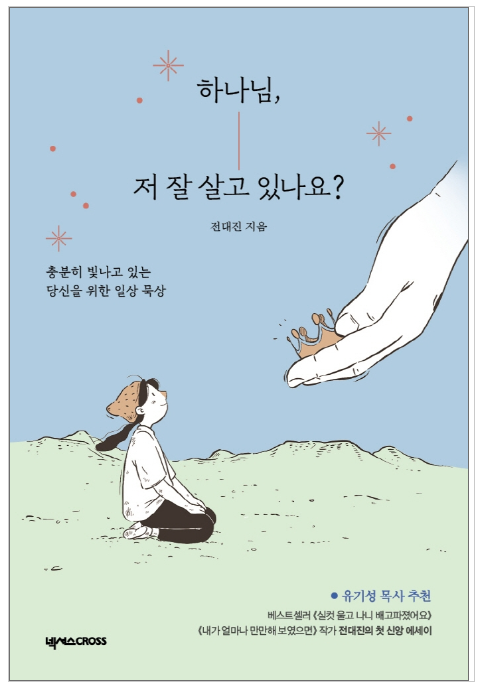 하나님,
저 잘 살고 있나요?
전대진 지음
충분히 빛나고 있는
당신을 위한 일상 묵상
● 유기성 목사 추천
베스트셀러 《실컷 울고 나니 배고파졌어요》
《내가 얼마나 만만해 보였으면》 작가 전대진의 첫 신앙 에세이
넥서스CROSS